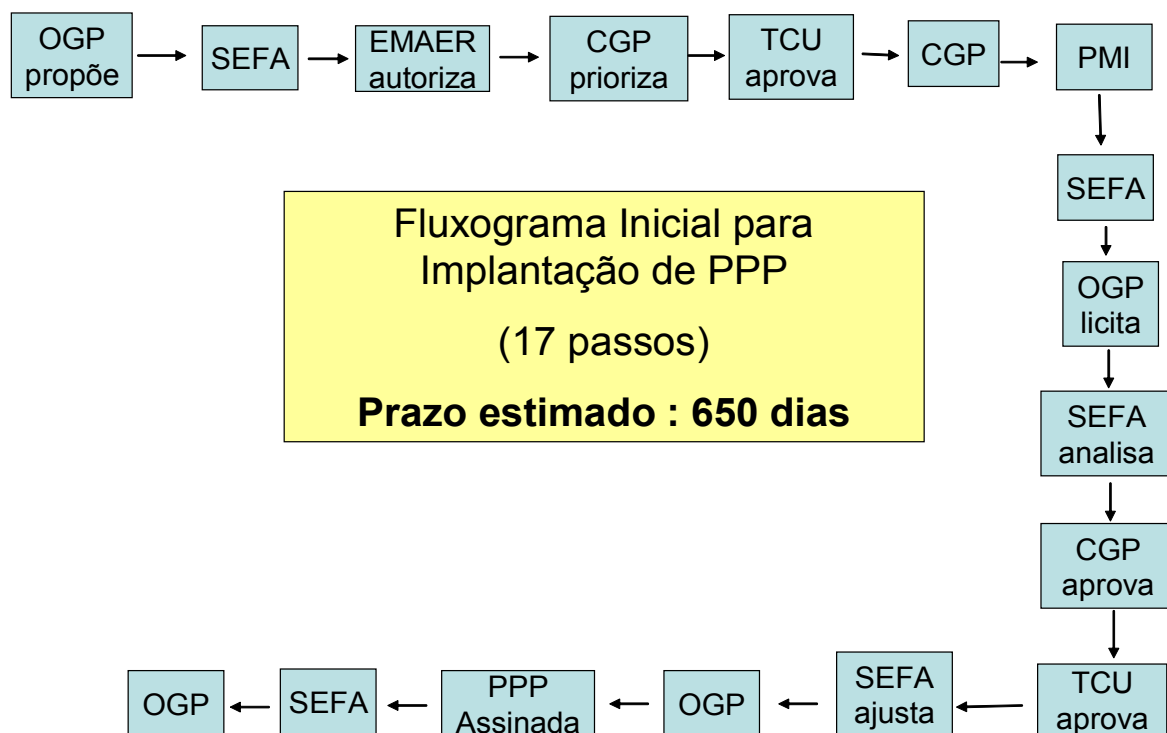 OGP
propõe
SEFA
EMAER
autoriza
CGP
prioriza
TCU
aprova
CGP
PMI
SEFA
OGP
licita
SEFA
analisa
CGP
aprova
TCU
aprova
SEFA
ajusta
OGP
PPP
Assinada
SEFA
OGP
Fluxograma Inicial para
Implantação de PPP
(17 passos)
Prazo estimado : 650 dias